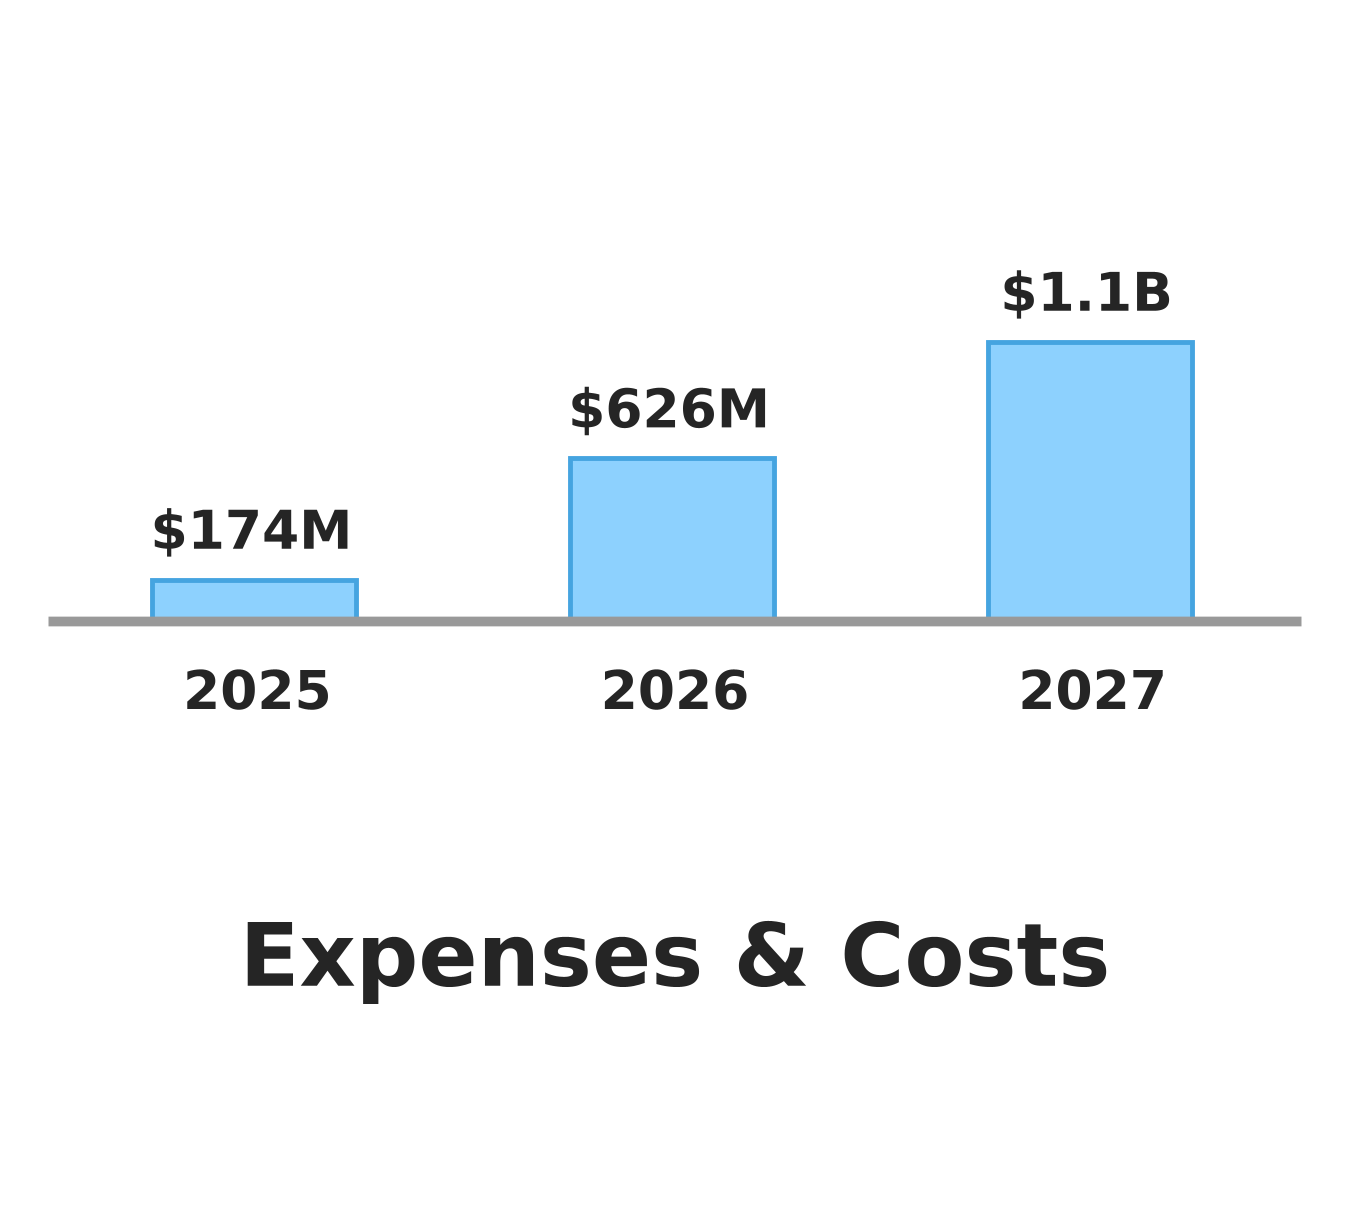 $1.1B
$626M
$174M
2025 2026 2027
Expenses & Costs